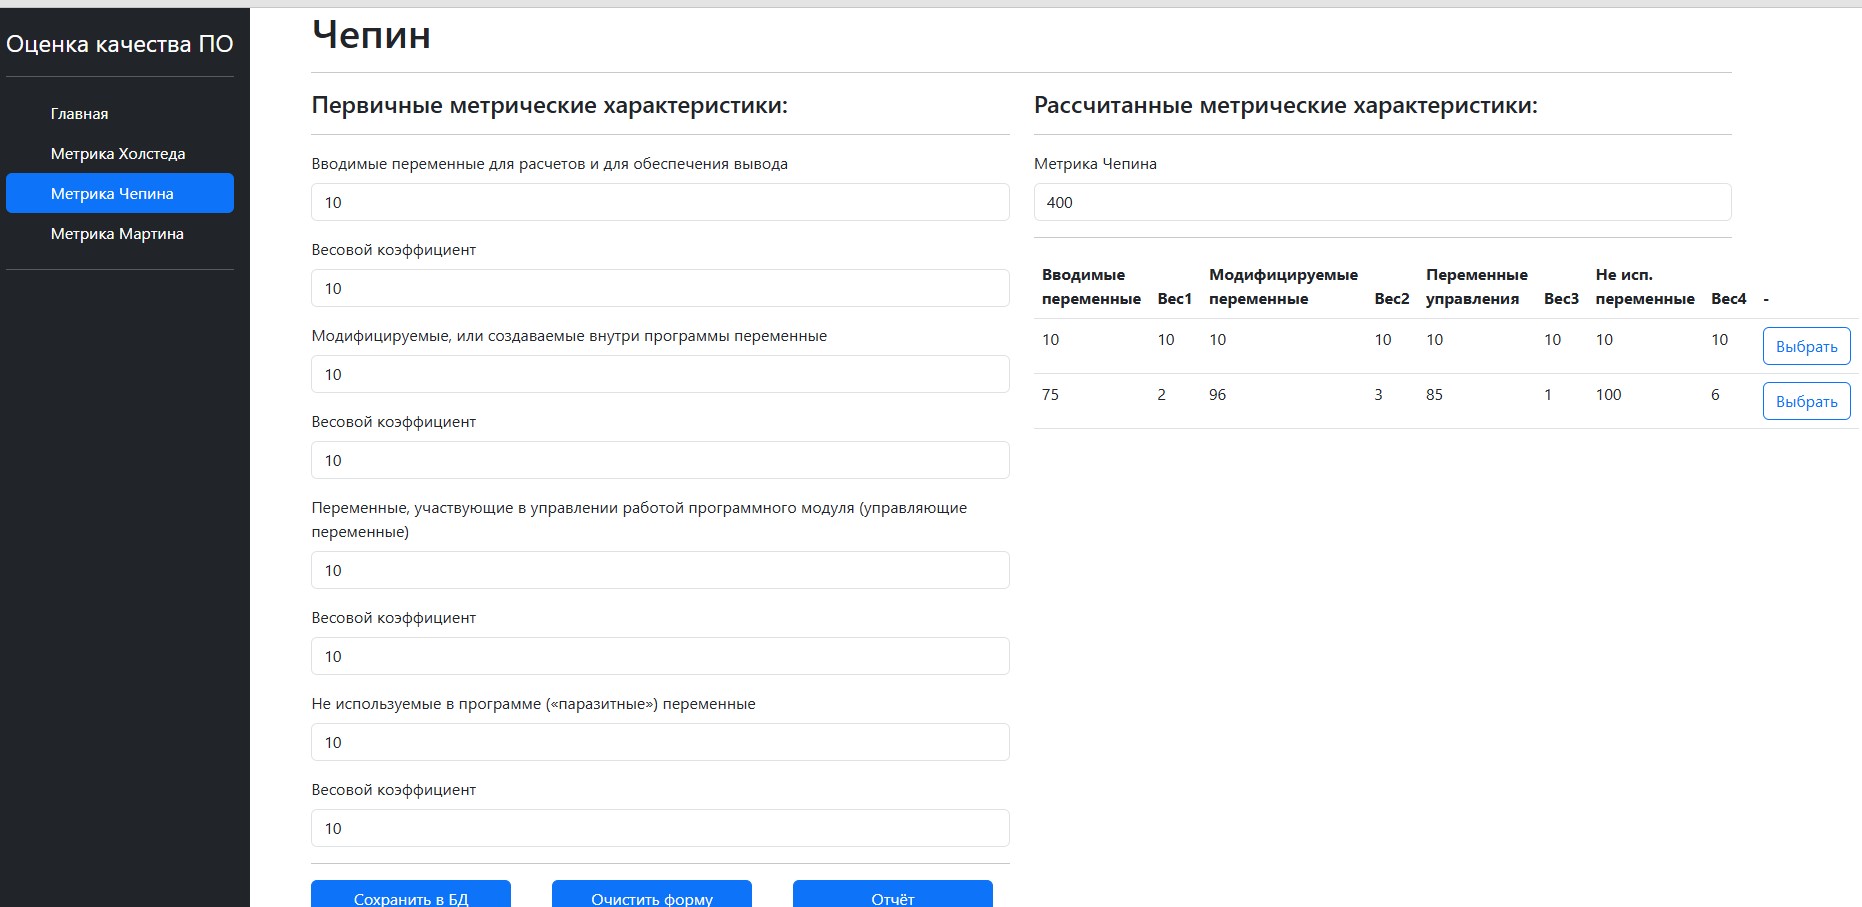 Оценка качества ПО
Главная
Метрика Холстеда
Метрика Чепина
Метрика Мартина
Чепин
Первичные метрические характеристики:
Вводимые переменные для расчетов и для обеспечения вывода
10
Весовой коэффициент
10
Модифицируемые, или создаваемые внутри программы переменные
10
Весовой коэффициент
10
Переменные, участвующие в управлении работой программного модуля (управляющие
переменные)
10
Весовой коэффициент
10
Не используемые в программе («паразитные») переменные
10
Весовой коэффициент
10
Сохранить в БД Очистить форму Отчёт
Рассчитанные метрические характеристики:
Метрика Чепина
400
Вводимые Модифицируемые Переменные Не исп.
переменные Вес1 переменные Вес2 управления Вес3 переменные Вес4 -
10 10 10 10 10 10 10 10 Выбрать
75 2 96 3 85 1 100 6 Выбрать